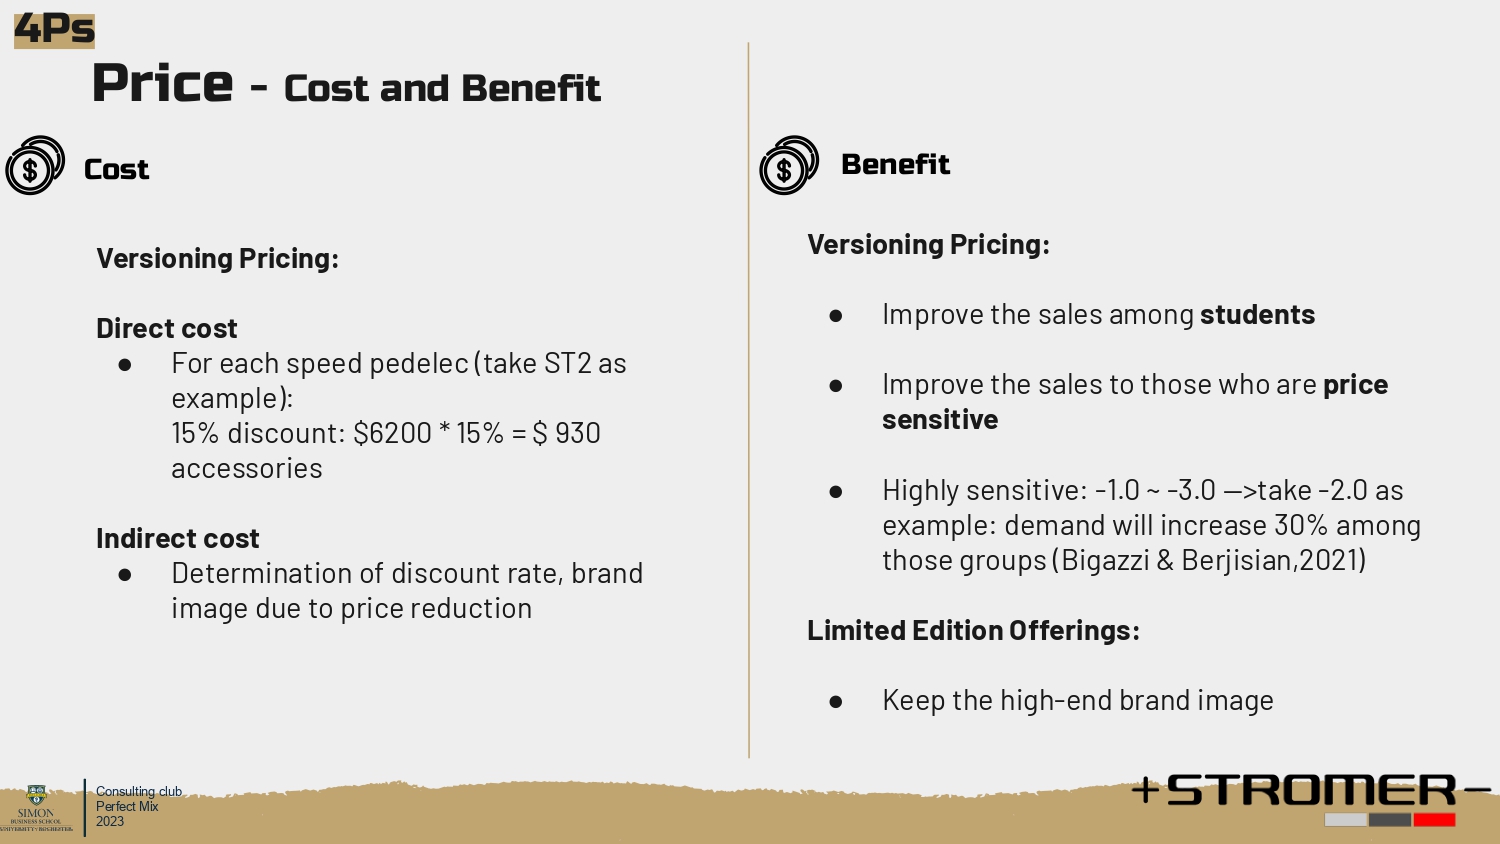 4Ps
Price - Cost and Benefit
Cost
Versioning Pricing:
Direct cost
● For each speed pedelec (take ST2 as
example):
15% discount: $6200 * 15% = $ 930
accessories
Indirect cost
● Determination of discount rate, brand
image due to price reduction
Benefit
Versioning Pricing:
● Improve the sales among students
● Improve the sales to those who are price
sensitive
● Highly sensitive: -1.0 ~ -3.0 —>take -2.0 as
example: demand will increase 30% among
those groups (Bigazzi & Berjisian,2021)
Limited Edition Offerings:
● Keep the high-end brand image
SIMON
BUSINESS SCHOOL
UNIVERSITY of ROCHESTER
Consulting club
Perfect Mix
2023
+STROMER–